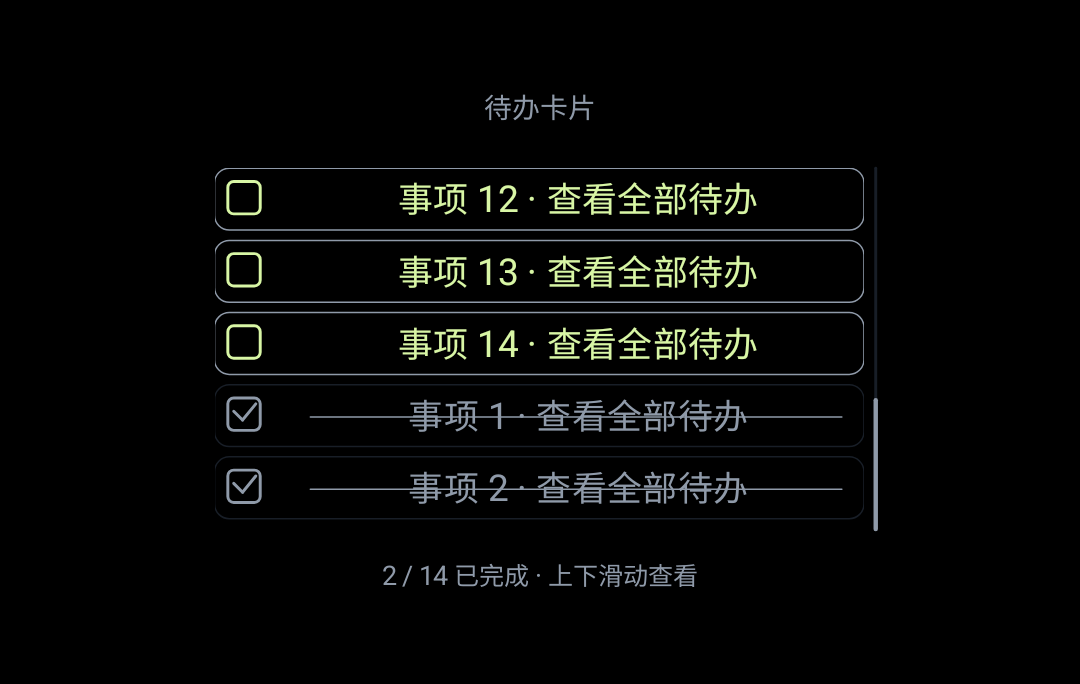 待办卡片
事项 12 · 查看全部待办
事项 13 · 查看全部待办
事项 14 · 查看全部待办
事项 1 · 查看全部待办
事项 2 · 查看全部待办
2 / 14 已完成 · 上下滑动查看